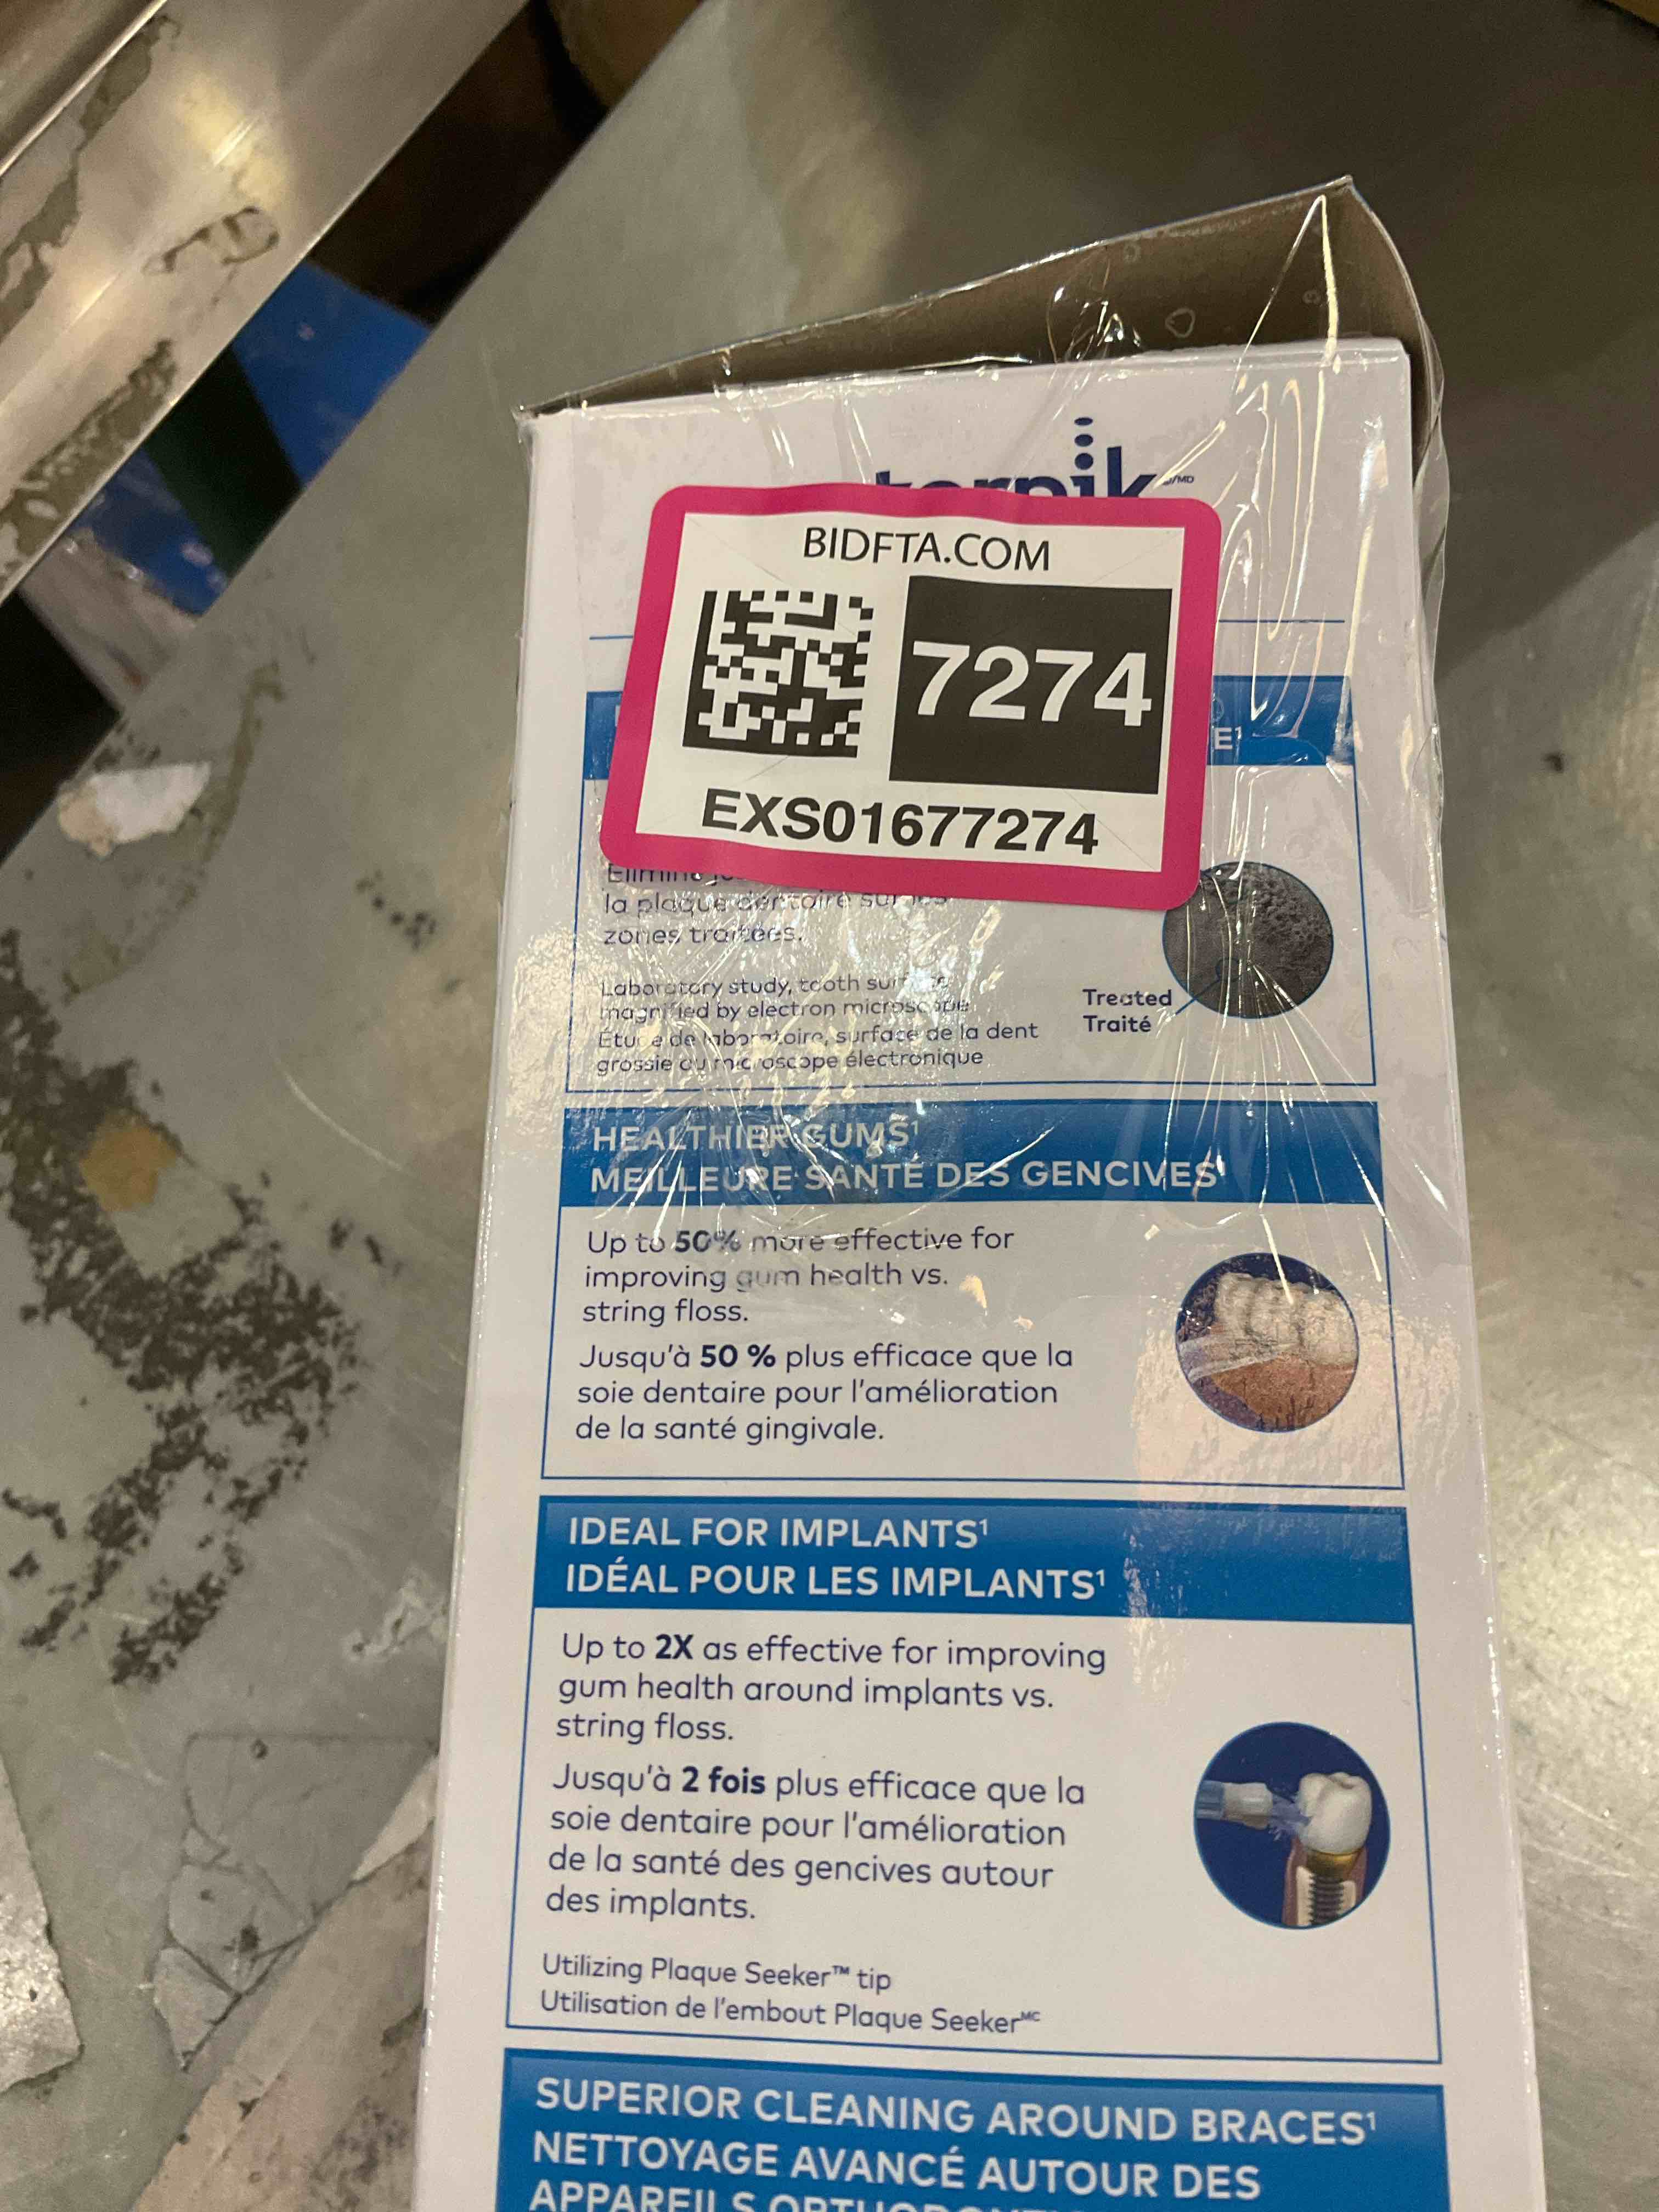 BIDFTA.COM
7274
EXS01677274
la plaque dentaire sur les
zones traitées.
Laboratory study, tooth surface
magnified by electron microscope
Étude de laboratoire, surface de la dent
grossie au microscope électronique
Treated
Traité
HEALTHIER GUMS¹
MEILLEURE SANTÉ DES GENCIVES¹
Up to 50% more effective for
improving gum health vs.
string floss.
Jusqu'à 50 % plus efficace que la
soie dentaire pour l'amélioration
de la santé gingivale.
IDEAL FOR IMPLANTS¹
IDÉAL POUR LES IMPLANTS¹
Up to 2X as effective for improving
gum health around implants vs.
string floss.
Jusqu'à 2 fois plus efficace que la
soie dentaire pour l'amélioration
de la santé des gencives autour
des implants.
Utilizing Plaque Seeker™ tip
Utilisation de l'embout Plaque Seekerᴹᶜ
SUPERIOR CLEANING AROUND BRACES¹
NETTOYAGE AVANCÉ AUTOUR DES
APPAREILS